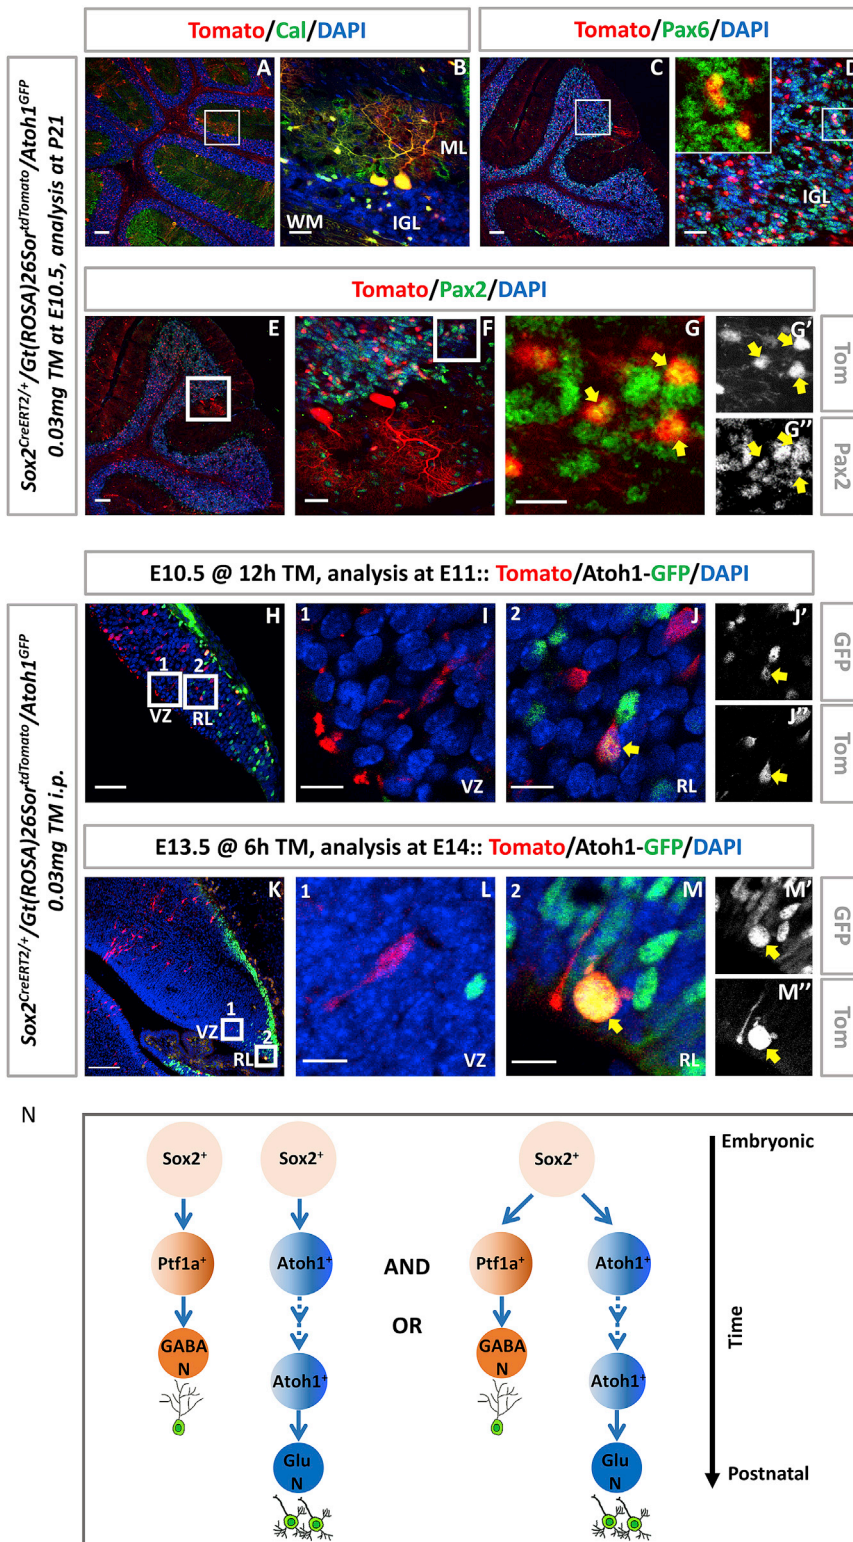 Tomato/Cal/DAPI
Tomato/Pax6/DAPI
Sox2CreERT2/+/Gt(ROSA)26SortdTomato/Atoh1GFP
0.03mg TM at E10.5, analysis at P21
A
B
ML
WM
IGL
C
D
IGL
Tomato/Pax2/DAPI
E
F
G
G'
G''
Tom
Pax2
E10.5 @ 12h TM, analysis at E11:: Tomato/Atoh1-GFP/DAPI
Sox2CreERT2/+/Gt(ROSA)26SortdTomato/Atoh1GFP
0.03mg TM i.p.
H
1
2
VZ
RL
1
I
VZ
2
J
RL
J'
J''
GFP
Tom
E13.5 @ 6h TM, analysis at E14:: Tomato/Atoh1-GFP/DAPI
K
1
VZ
2
RL
1
L
VZ
2
M
RL
M'
M''
GFP
Tom
N
Sox2+
Sox2+
Sox2+
Embryonic
Ptf1a+
Atoh1+
AND
Ptf1a+
Atoh1+
OR
Time
GABA
N
Atoh1+
GABA
N
Atoh1+
Glu
N
Glu
N
Postnatal